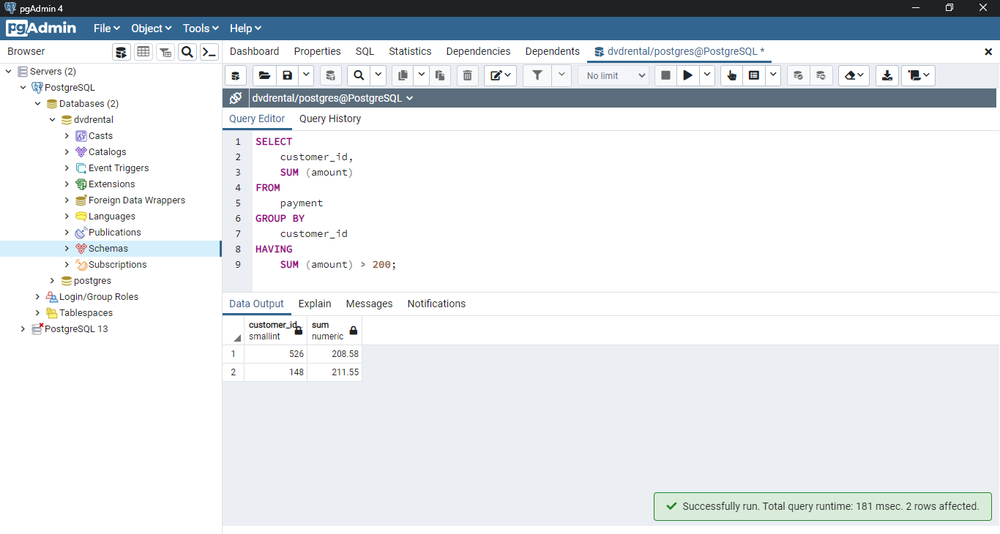 pgAdmin 4
pgAdmin File Object Tools Help
Browser
Dashboard Properties SQL Statistics Dependencies Dependents dvdrental/postgres@PostgreSQL *
Servers (2)
PostgreSQL
Databases (2)
dvdrental
Casts
Catalogs
Event Triggers
Extensions
Foreign Data Wrappers
Languages
Publications
Schemas
Subscriptions
postgres
Login/Group Roles
Tablespaces
PostgreSQL 13
No limit
dvdrental/postgres@PostgreSQL
Query Editor Query History
1 SELECT
2 customer_id,
3 SUM (amount)
4 FROM
5 payment
6 GROUP BY
7 customer_id
8 HAVING
9 SUM (amount) > 200;
Data Output Explain Messages Notifications
customer_id sum
smallint numeric
1 526 208.58
2 148 211.55
Successfully run. Total query runtime: 181 msec. 2 rows affected.